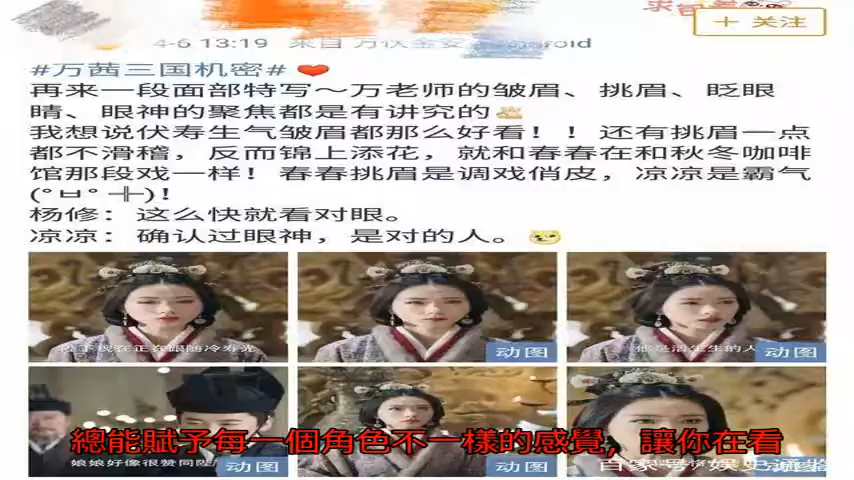 + 关注
4-6 13:19 来自
#万茜三国机密# ❤
再来一段面部特写～万老师的皱眉、挑眉、眨眼
睛、眼神的聚焦都是有讲究的
我想说伏寿生气皱眉都那么好看！！还有挑眉一点
都不滑稽，反而锦上添花，就和春春在和秋冬咖啡
馆那段戏一样！春春挑眉是调戏俏皮，凉凉是霸气
(°ㅂ° ╬)!
杨修：这么快就看对眼。
凉凉：确认过眼神，是对的人。
动图
动图
娘娘好像很赞同陛
動图
动图
總能賦予每一個角色不一樣的感覺，讓你在看
百家号